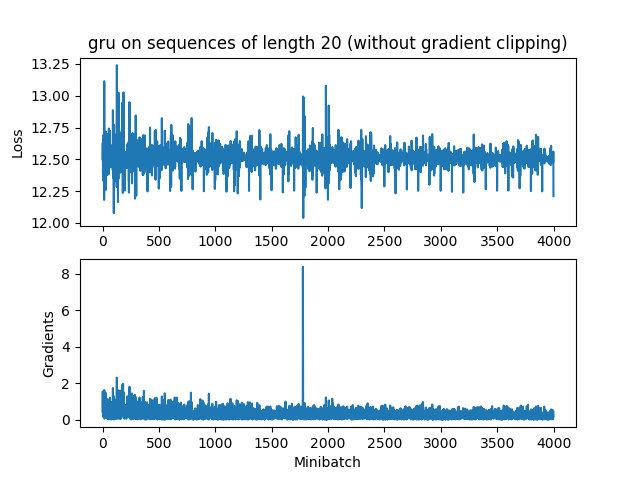 gru on sequences of length 20 (without gradient clipping)
13.25
13.00
12.75
12.50
12.25
12.00
Loss
0 500 1000 1500 2000 2500 3000 3500 4000
8
6
4
2
0
Gradients
0 500 1000 1500 2000 2500 3000 3500 4000
Minibatch